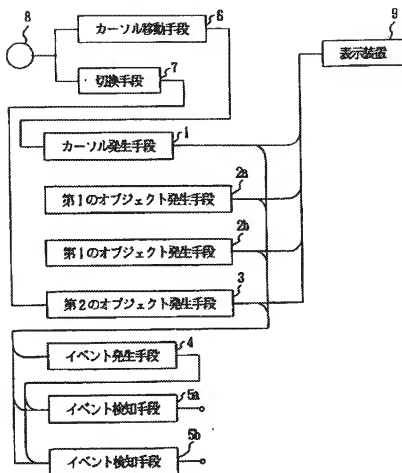 8
カーソル移動手段
6
切換手段
7
9
表示装置
カーソル発生手段
1
第1のオブジェクト発生手段
2a
第1のオブジェクト発生手段
2b
第2のオブジェクト発生手段
3
イベント発生手段
4
イベント検知手段
5a
イベント検知手段
5b